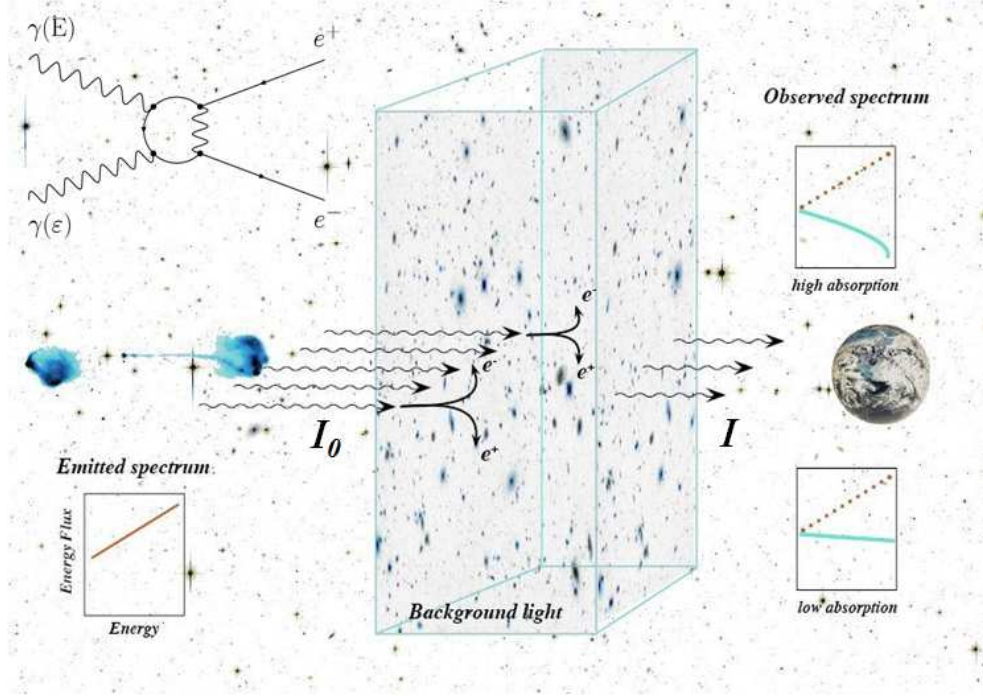 γ(E)
e+
γ(ε)
e−
Observed spectrum
high absorption
e-
e+
e-
e+
I0
I
Emitted spectrum
Energy Flux
Energy
Background light
low absorption